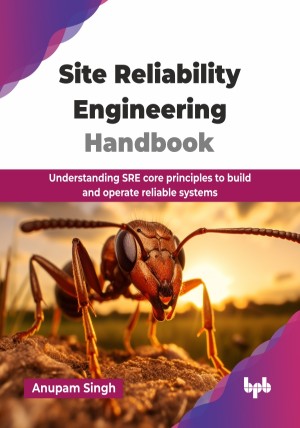 Site Reliability
Engineering
Handbook
Understanding SRE core principles to build
and operate reliable systems
Anupam Singh
bpb